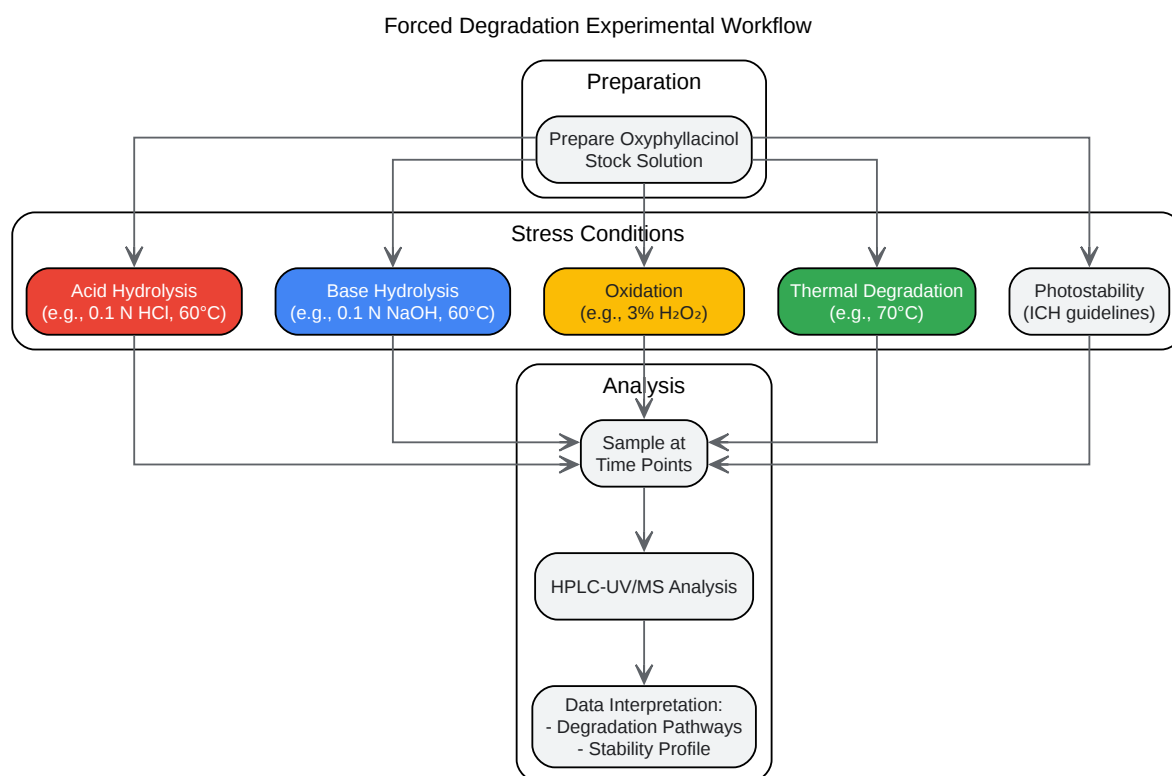 Forced Degradation Experimental Workflow
Preparation
Prepare Oxyphyllacinol
Stock Solution
Stress Conditions
Acid Hydrolysis
(e.g., 0.1 N HCl, 60°C)
Base Hydrolysis
(e.g., 0.1 N NaOH, 60°C)
Oxidation
(e.g., 3% H₂O₂)
Thermal Degradation
(e.g., 70°C)
Photostability
(ICH guidelines)
Analysis
Sample at
Time Points
HPLC-UV/MS Analysis
Data Interpretation:
- Degradation Pathways
- Stability Profile